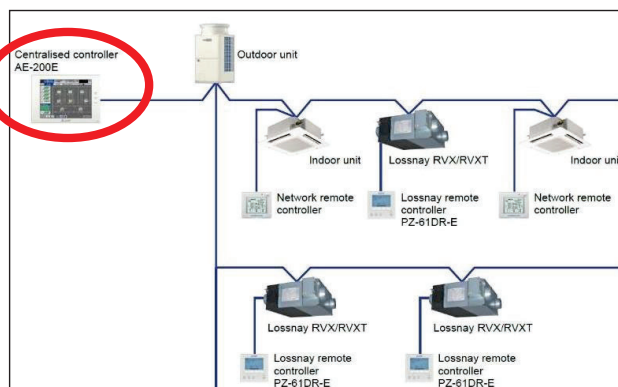 Centralised controller
AE-200E
Outdoor unit
Indoor unit
Lossnay RVX/RVXT
Indoor unit
Network remote
controller
Lossnay remote
controller
PZ-61DR-E
Network remote
controller
Lossnay RVX/RVXT
Lossnay RVX/RVXT
Lossnay remote
controller
PZ-61DR-E
Lossnay remote
controller
PZ-61DR-E